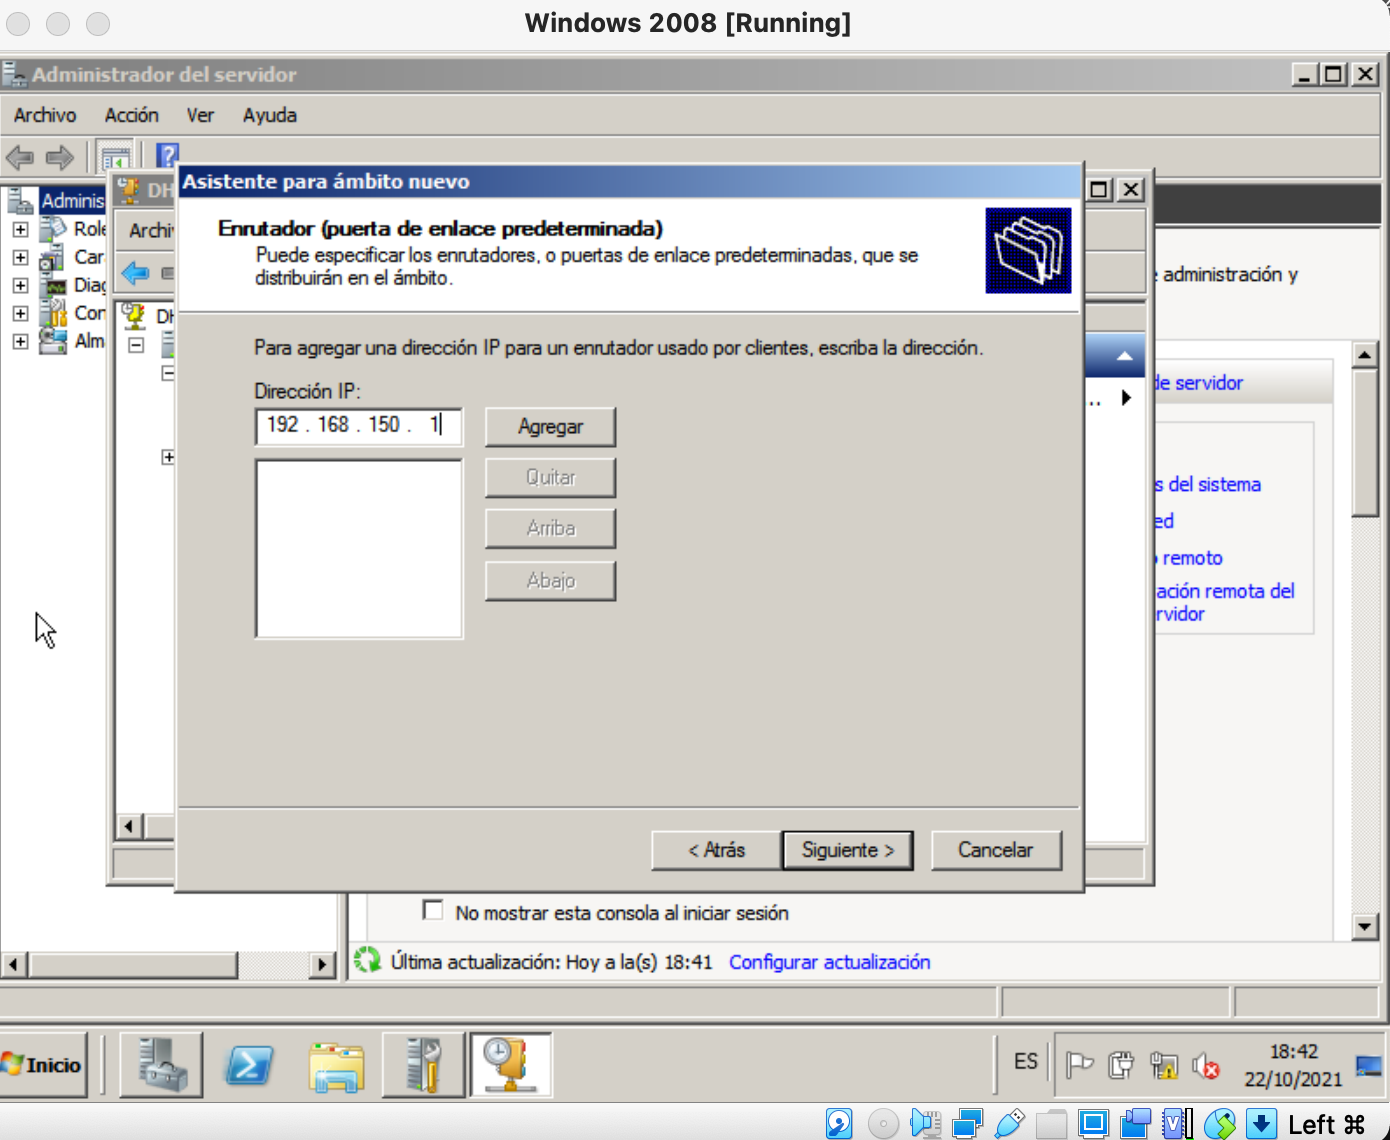 Windows 2008 [Running]
Administrador del servidor
Archivo Acción Ver Ayuda
Asistente para ámbito nuevo
Enrutador (puerta de enlace predeterminada)
Puede especificar los enrutadores, o puertas de enlace predeterminadas, que se
distribuirán en el ámbito.
Para agregar una dirección IP para un enrutador usado por clientes, escriba la dirección.
Dirección IP:
192 . 168 . 150 . 1
Agregar
Quitar
Arriba
Abajo
< Atrás
Siguiente >
Cancelar
Adminis
Role
Car
Diag
Con
Alm
DH
Archi
DH
administración y
de servidor
..
s del sistema
ed
remoto
ación remota del
rvidor
No mostrar esta consola al iniciar sesión
Última actualización: Hoy a la(s) 18:41 Configurar actualización
Inicio
ES
18:42
22/10/2021
Left ⌘